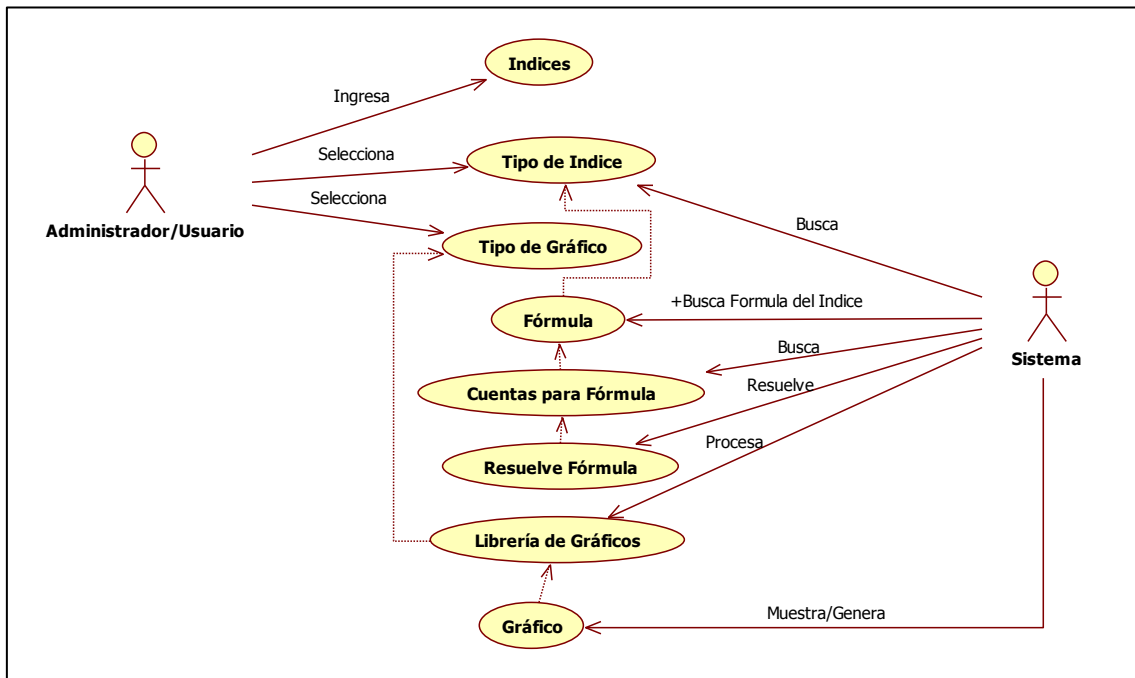 Indices
Ingresa
Selecciona
Tipo de Indice
Selecciona
Administrador/Usuario
Tipo de Gráfico
Busca
+Busca Formula del Indice
Fórmula
Busca
Sistema
Cuentas para Fórmula
Resuelve
Procesa
Resuelve Fórmula
Librería de Gráficos
Muestra/Genera
Gráfico